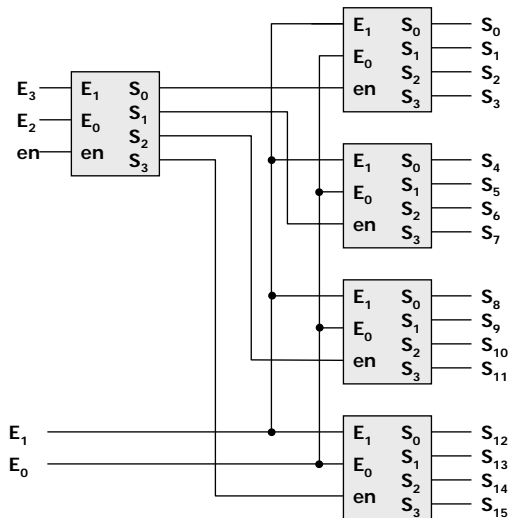 E₁ S₀ S₀
E₀ S₁ S₁
S₂ S₂
en S₃ S₃
E₃ E₁ S₀
E₂ E₀ S₁
S₂
en en S₃
E₁ S₀ S₄
E₀ S₁ S₅
S₂ S₆
en S₃ S₇
E₁ S₀ S₈
E₀ S₁ S₉
S₂ S₁₀
en S₃ S₁₁
E₁ E₁ S₀ S₁₂
E₀ E₀ S₁ S₁₃
S₂ S₁₄
en S₃ S₁₅